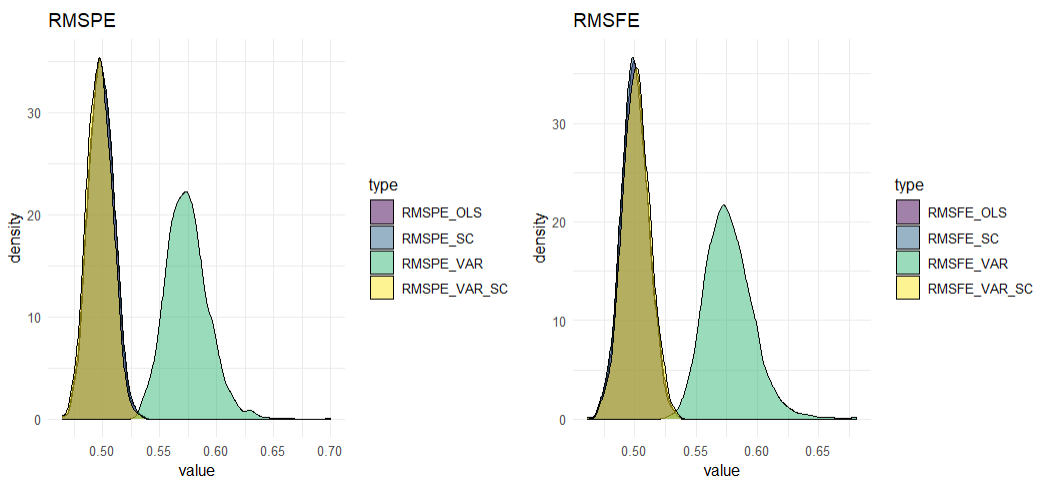 RMSPE
density
30
20
10
0
0.50 0.55 0.60 0.65 0.70
value
type
RMSPE_OLS
RMSPE_SC
RMSPE_VAR
RMSPE_VAR_SC
RMSFE
density
30
20
10
0
0.50 0.55 0.60 0.65
value
type
RMSFE_OLS
RMSFE_SC
RMSFE_VAR
RMSFE_VAR_SC